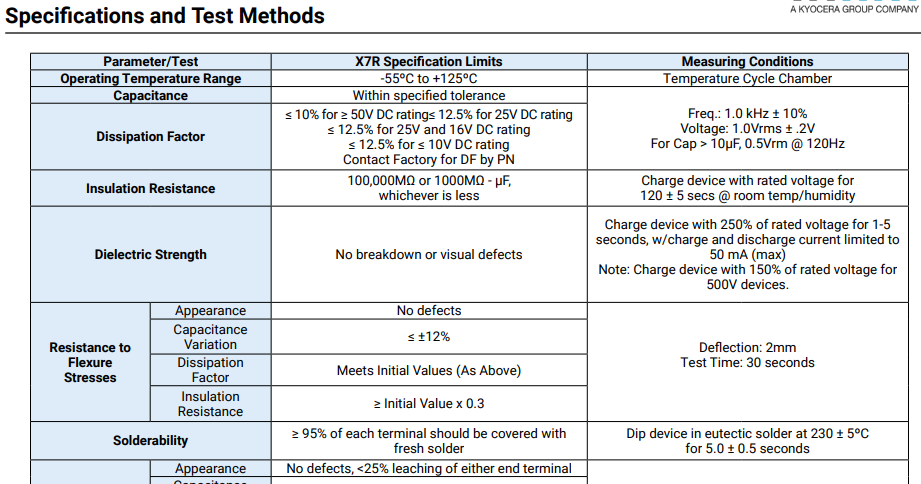 Specifications and Test Methods
A KYOCERA GROUP COMPANY
Parameter/Test X7R Specification Limits Measuring Conditions
Operating Temperature Range -55ºC to +125ºC Temperature Cycle Chamber
Capacitance Within specified tolerance
Dissipation Factor
≤ 10% for ≥ 50V DC rating≤ 12.5% for 25V DC rating
≤ 12.5% for 25V and 16V DC rating
≤ 12.5% for ≤ 10V DC rating
Contact Factory for DF by PN
Freq.: 1.0 kHz ± 10%
Voltage: 1.0Vrms ± .2V
For Cap > 10µF, 0.5Vrm @ 120Hz
Insulation Resistance
100,000MΩ or 1000MΩ - µF,
whichever is less
Charge device with rated voltage for
120 ± 5 secs @ room temp/humidity
Dielectric Strength
No breakdown or visual defects
Charge device with 250% of rated voltage for 1-5
seconds, w/charge and discharge current limited to
50 mA (max)
Note: Charge device with 150% of rated voltage for
500V devices.
Resistance to
Flexure
Stresses
Appearance No defects
Capacitance
Variation
≤ ±12%
Dissipation
Factor
Meets Initial Values (As Above)
Insulation
Resistance
≥ Initial Value x 0.3
Deflection: 2mm
Test Time: 30 seconds
Solderability
≥ 95% of each terminal should be covered with
fresh solder
Dip device in eutectic solder at 230 ± 5ºC
for 5.0 ± 0.5 seconds
Appearance No defects, <25% leaching of either end terminal